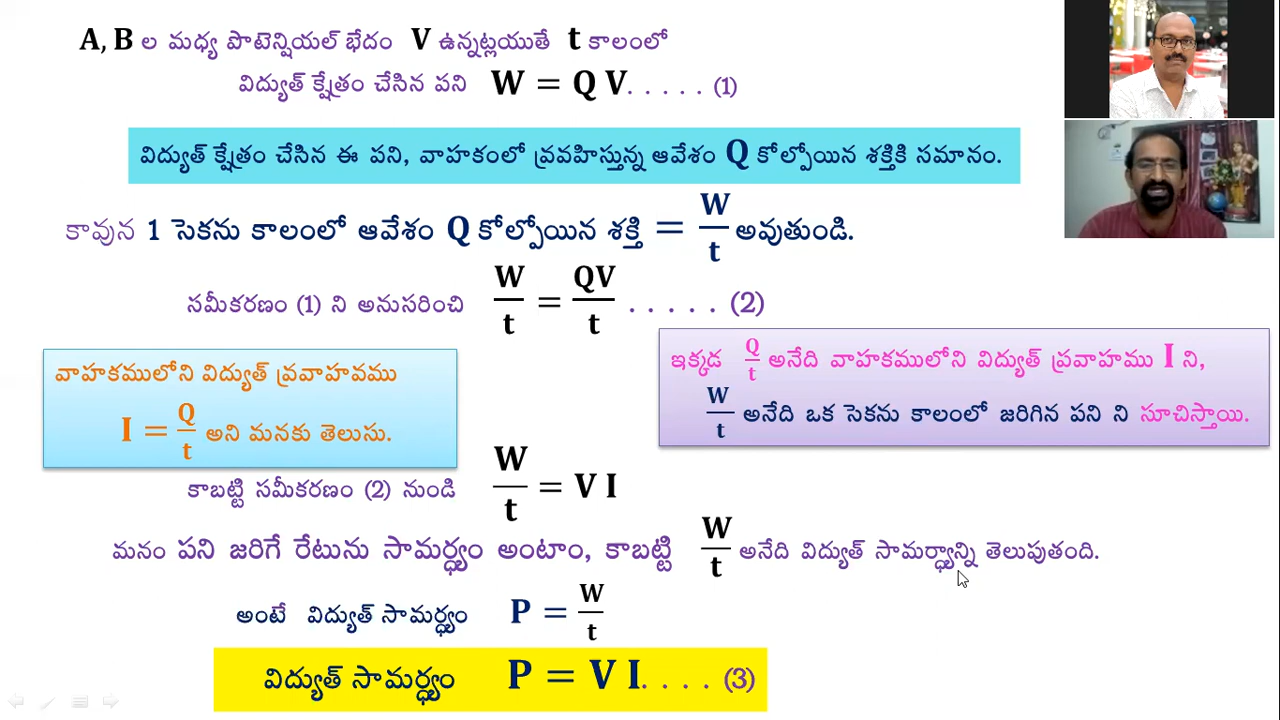 A, B ల మధ్య పొటెన్షియల్ భేదం V ఉన్నట్లయుతే t కాలంలో
విద్యుత్ క్షేత్రం చేసిన పని W = Q V. . . . . (1)
విద్యుత్ క్షేత్రం చేసిన ఈ పని, వాహకంలో ప్రవహిస్తున్న ఆవేశం Q కోల్పోయిన శక్తికి సమానం.
కావున 1 సెకను కాలంలో ఆవేశం Q కోల్పోయిన శక్తి = W/t అవుతుండి.
సమీకరణం (1) ని అనుసరించి W/t = QV/t . . . . . (2)
వాహకములోని విద్యుత్ ప్రవాహవము
I = Q/t అని మనకు తెలుసు.
ఇక్కడ Q/t అనేది వాహకములోని విద్యుత్ ప్రవాహము I ని,
W/t అనేది ఒక సెకను కాలంలో జరిగిన పని ని సూచిస్తాయి.
కాబట్టి సమీకరణం (2) నుండి W/t = V I
మనం పని జరిగే రేటును సామర్థ్యం అంటాం, కాబట్టి W/t అనేది విద్యుత్ సామర్థ్యాన్ని తెలుపుతంది.
అంటే విద్యుత్ సామర్థ్యం P = W/t
విద్యుత్ సామర్థ్యం P = V I. . . . (3)